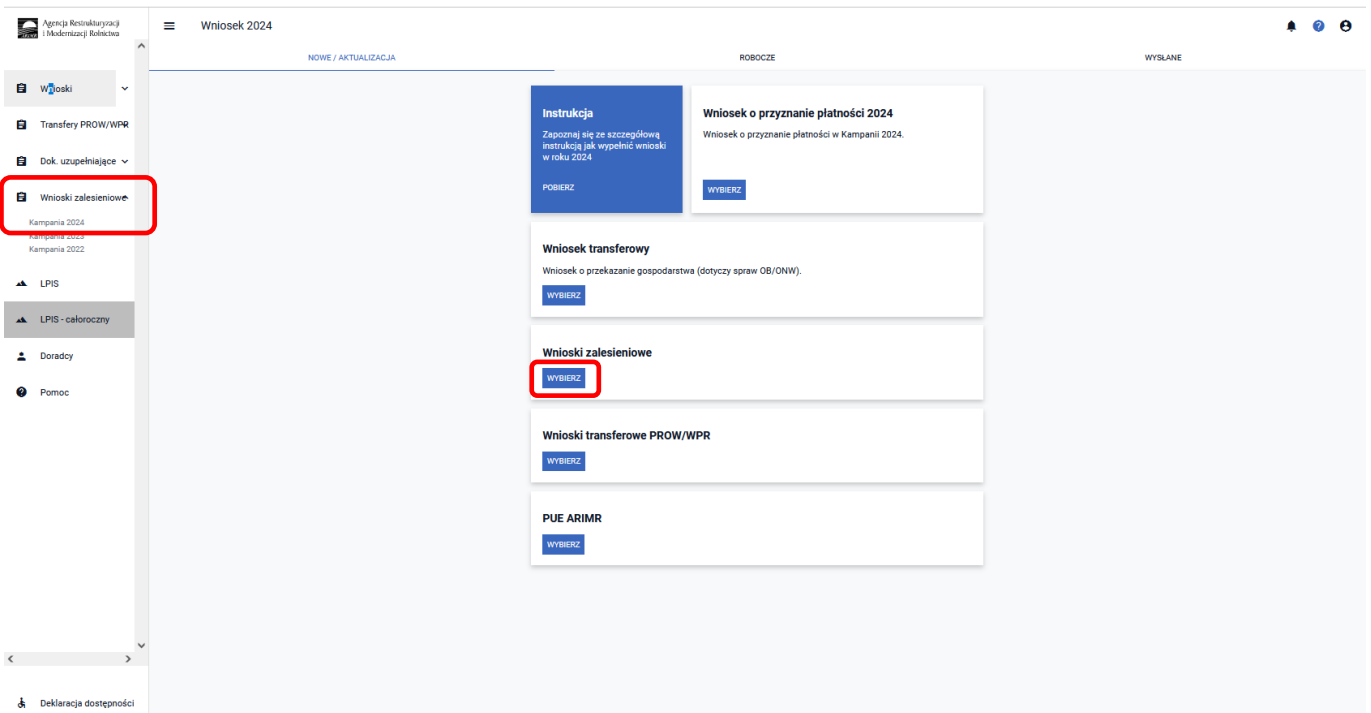 Agencja Restrukturyzacji
i Modernizacji Rolnictwa
Wnioski
Transfery PROW/WPR
Dok. uzupełniające
Wnioski zalesieniowe
Kampania 2024
Kampania 2023
Kampania 2022
LPIS
LPIS - całoroczny
Doradcy
Pomoc
Deklaracja dostępności
Wniosek 2024
NOWE / AKTUALIZACJA
ROBOCZE
WYSŁANE
Instrukcja
Zapoznaj się ze szczegółową
instrukcją jak wypełnić wnioski
w roku 2024
POBIERZ
Wniosek o przyznanie płatności 2024
Wniosek o przyznanie płatności w Kampanii 2024.
WYBIERZ
Wniosek transferowy
Wniosek o przekazanie gospodarstwa (dotyczy spraw OB/ONW).
WYBIERZ
Wnioski zalesieniowe
WYBIERZ
Wnioski transferowe PROW/WPR
WYBIERZ
PUE ARIMR
WYBIERZ